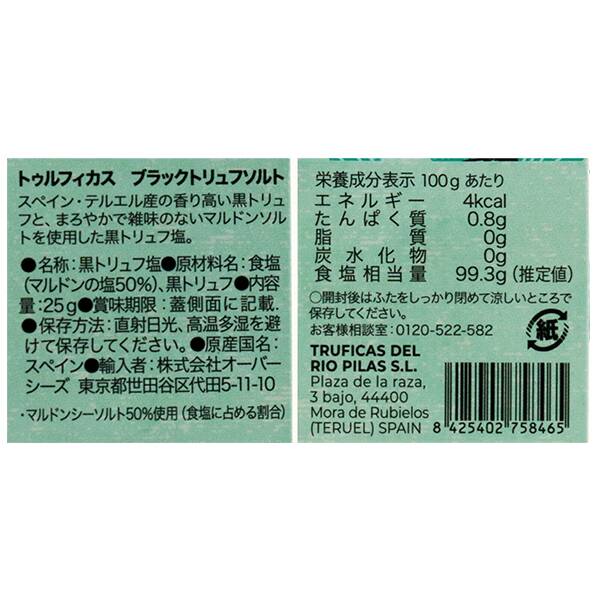 トゥルフィカス ブラックトリュフソルト
スペイン・テルエル産の香り高い黒トリュ
フと、まろやかで雑味のないマルドンソル
トを使用した黒トリュフ塩。
●名称:黒トリュフ塩●原材料名:食塩
(マルドンの塩50%)、黒トリュフ●内容
量:25g●賞味期限:蓋側面に記載.
●保存方法:直射日光、高温多湿を避
けて保存してください。●原産国名:
スペイン●輸入者:株式会社オーバー
シーズ 東京都世田谷区代田5-11-10
・マルドンシーソルト50%使用(食塩に占める割合)
栄養成分表示 100gあたり
エネルギー 4kcal
たんぱく質 0.8g
脂質 0g
炭水化物 0g
食塩相当量 99.3g(推定値)
○開封後はふたをしっかり閉めて涼しいところで
保存してください。
お客様相談室:0120-522-582
紙
TRUFICAS DEL
RIO PILAS S.L.
Plaza de la raza,
3 bajo, 44400
Mora de Rubielos
(TERUEL) SPAIN
8 425402 758465